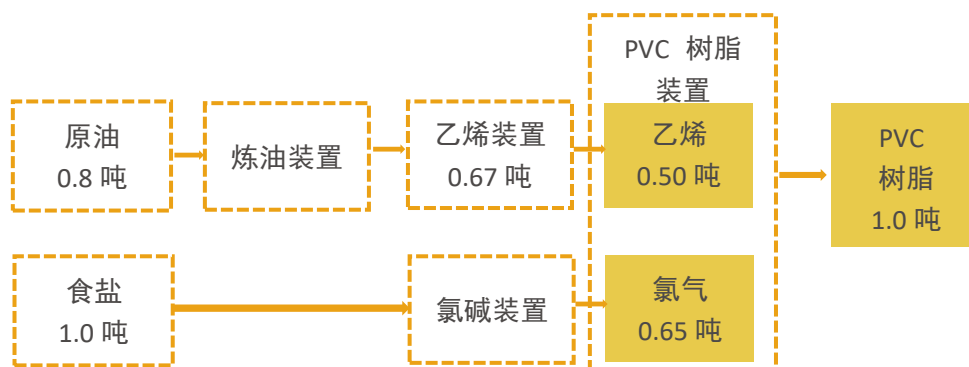 PVC 树脂
装置
原油
0.8 吨
炼油装置
乙烯装置
0.67 吨
乙烯
0.50 吨
PVC
树脂
1.0 吨
食盐
1.0 吨
氯碱装置
氯气
0.65 吨